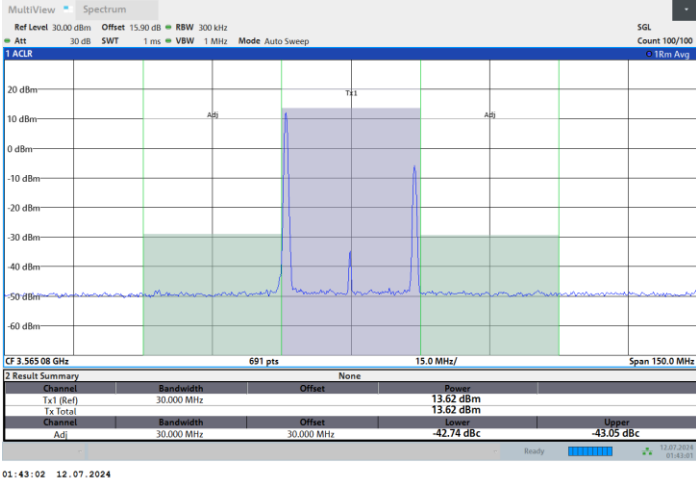 MultiView Spectrum
Ref Level 30.00 dBm Offset 15.90 dB RBW 300 kHz SGL
Att 30 dB SWT 1 ms VBW 1 MHz Mode Auto Sweep Count 100/100
1 ACLR 1Rm Avg
Tx1
20 dBm
Adj Adj
10 dBm
0 dBm
-10 dBm
-20 dBm
-30 dBm
-40 dBm
-50 dBm
-60 dBm
CF 3.565 08 GHz 691 pts 15.0 MHz/ Span 150.0 MHz
2 Result Summary None
Channel Bandwidth Offset Power
Tx1 (Ref) 30.000 MHz 13.62 dBm
Tx Total 13.62 dBm
Channel Bandwidth Offset Lower Upper
Adj 30.000 MHz 30.000 MHz -42.74 dBc -43.05 dBc
Ready 12.07.2024
01:43:01
01:43:02 12.07.2024